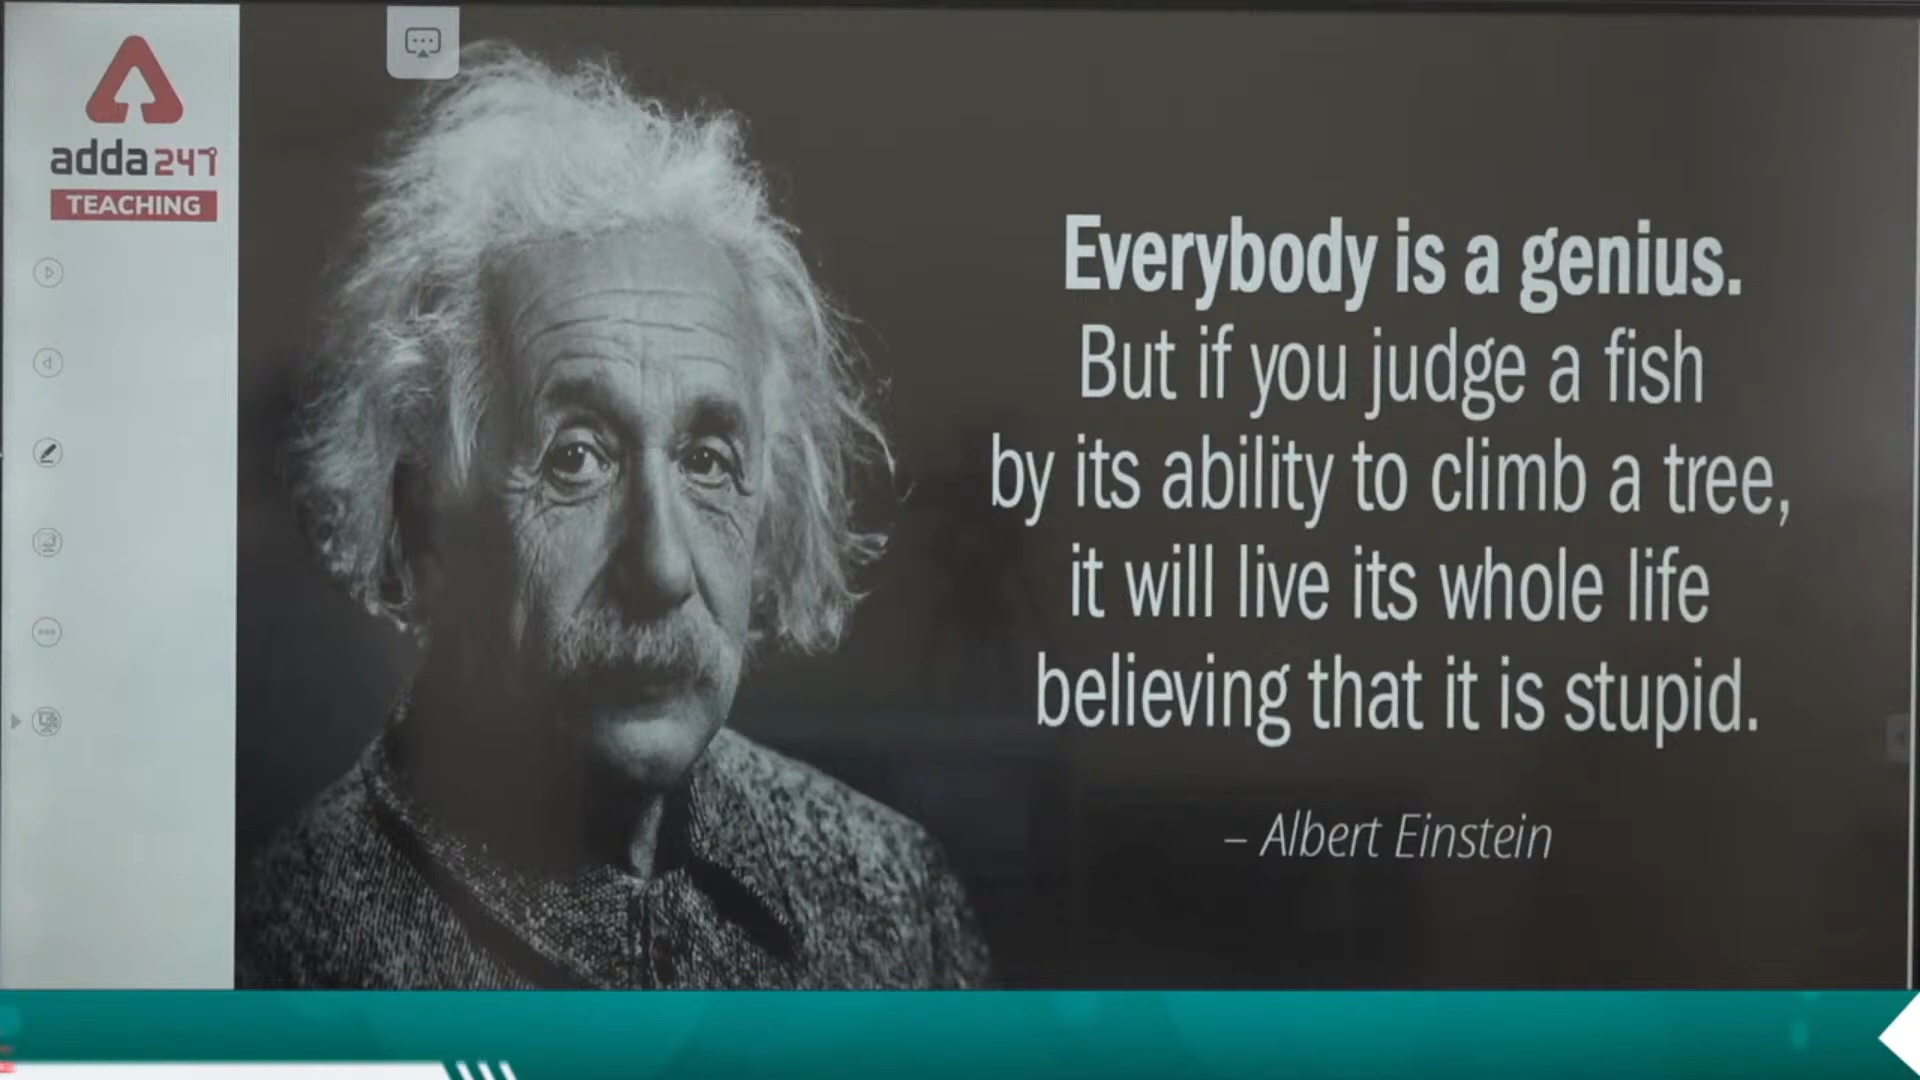 adda247
TEACHING
Everybody is a genius.
But if you judge a fish
by its ability to climb a tree,
it will live its whole life
believing that it is stupid.
– Albert Einstein